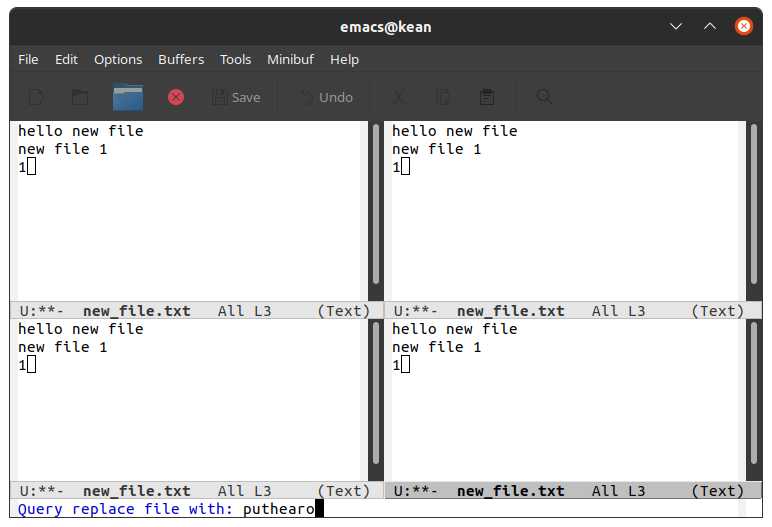 emacs@kean
File Edit Options Buffers Tools Minibuf Help
Save Undo
hello new file
new file 1
1
U:**-  new_file.txt   All L3     (Text)
hello new file
new file 1
1
U:**-  new_file.txt   All L3     (Text)
hello new file
new file 1
1
U:**-  new_file.txt   All L3     (Text)
hello new file
new file 1
1
U:**-  new_file.txt   All L3     (Text)
Query replace file with: puthearo